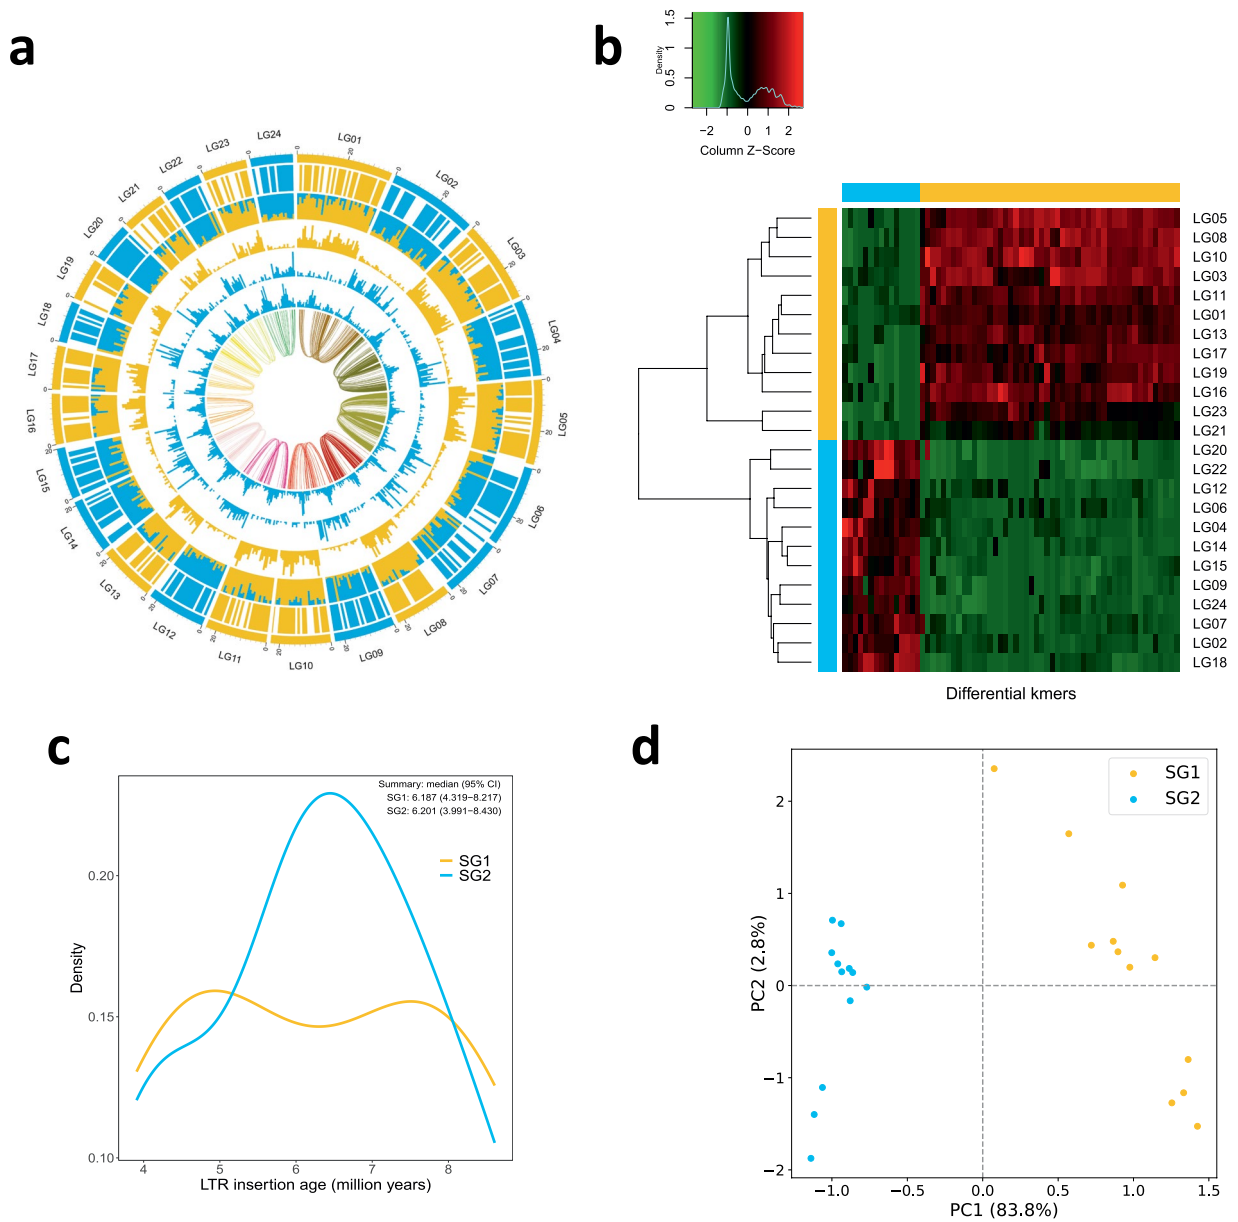 a
LG01
LG02
LG03
LG04
LG05
LG06
LG07
LG08
LG09
LG10
LG11
LG12
LG13
LG14
LG15
LG16
LG17
LG18
LG19
LG20
LG21
LG22
LG23
LG24
b
Density
1.5
1
0.5
0
−2 0 1 2
Column Z−Score
LG05
LG08
LG10
LG03
LG11
LG01
LG13
LG17
LG19
LG16
LG23
LG21
LG20
LG22
LG12
LG06
LG04
LG14
LG15
LG09
LG24
LG07
LG02
LG18
Differential kmers
c
Summary: median (95% CI)
SG1: 6.187 (4.319−8.217)
SG2: 6.201 (3.991−8.430)
SG1
SG2
Density
0.20
0.15
0.10
4 5 6 7 8
LTR insertion age (million years)
d
SG1
SG2
PC2 (2.8%)
2
1
0
−1
−2
−1.0 −0.5 0.0 0.5 1.0 1.5
PC1 (83.8%)